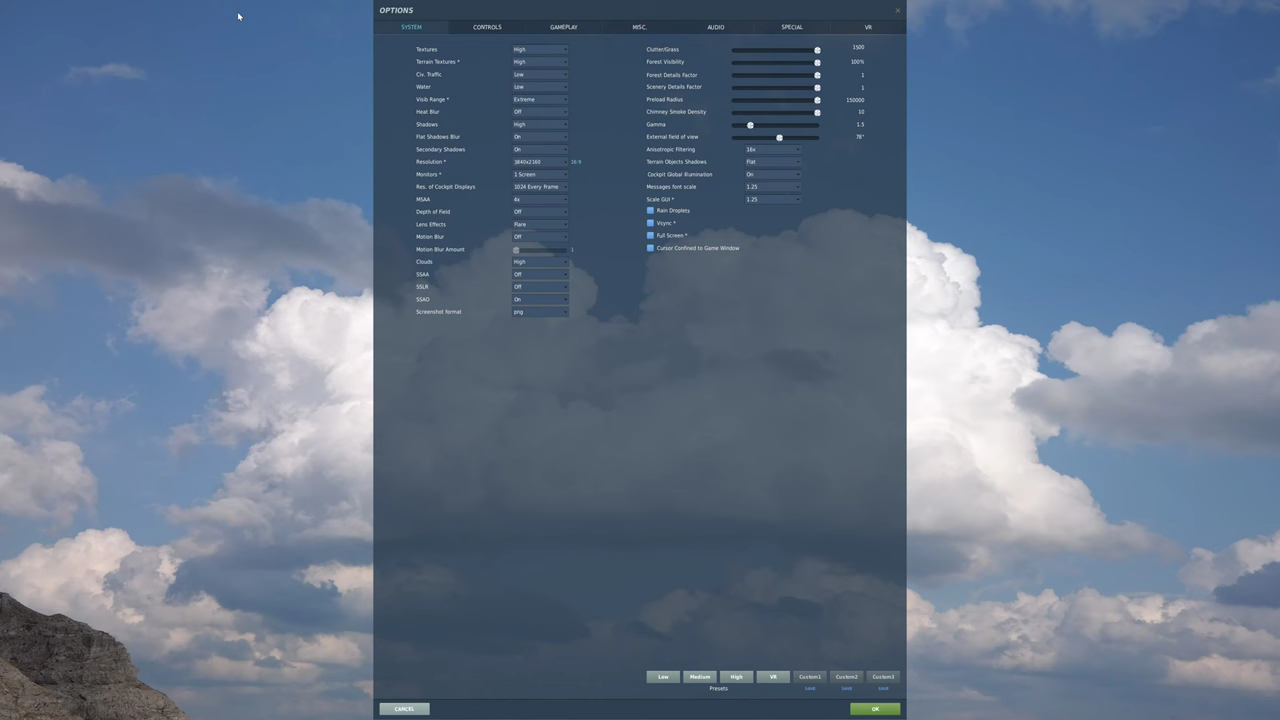 OPTIONS
SYSTEM CONTROLS GAMEPLAY MISC. AUDIO SPECIAL VR
Textures High
Terrain Textures * High
Civ. Traffic Low
Water Low
Visib Range * Extreme
Heat Blur Off
Shadows High
Flat Shadows Blur On
Secondary Shadows On
Resolution * 3840x2160 16:9
Monitors * 1 Screen
Res. of Cockpit Displays 1024 Every Frame
MSAA 4x
Depth of Field Off
Lens Effects Flare
Motion Blur Off
Motion Blur Amount 1
Clouds High
SSAA Off
SSLR Off
SSAO On
Screenshot format png
Clutter/Grass 1500
Forest Visibility 100%
Forest Details Factor 1
Scenery Details Factor 1
Preload Radius 150000
Chimney Smoke Density 10
Gamma 1.5
External field of view 78°
Anisotropic Filtering 16x
Terrain Objects Shadows Flat
Cockpit Global Illumination On
Messages font scale 1.25
Scale GUI * 1.25
Rain Droplets
Vsync *
Full Screen *
Cursor Confined to Game Window
Low Medium High VR Custom1 Custom2 Custom3
Presets SAVE SAVE SAVE
CANCEL OK